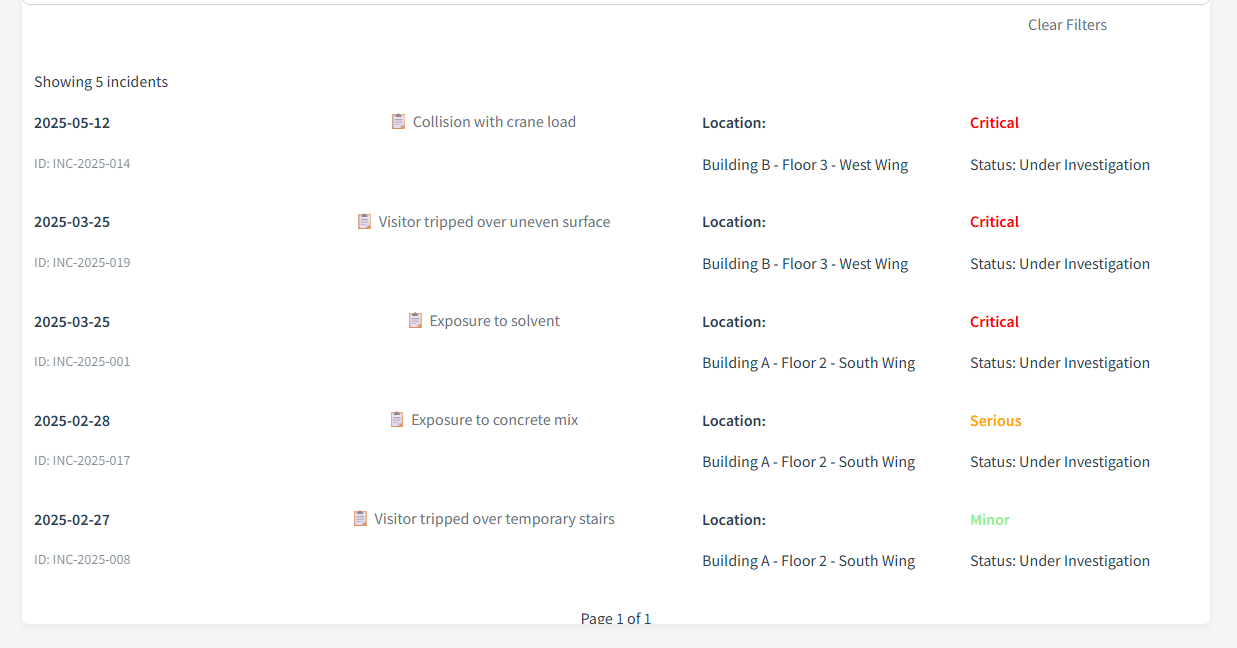 Clear Filters
Showing 5 incidents
2025-05-12
ID: INC-2025-014
Collision with crane load
Location:
Building B - Floor 3 - West Wing
Critical
Status: Under Investigation
2025-03-25
ID: INC-2025-019
Visitor tripped over uneven surface
Location:
Building B - Floor 3 - West Wing
Critical
Status: Under Investigation
2025-03-25
ID: INC-2025-001
Exposure to solvent
Location:
Building A - Floor 2 - South Wing
Critical
Status: Under Investigation
2025-02-28
ID: INC-2025-017
Exposure to concrete mix
Location:
Building A - Floor 2 - South Wing
Serious
Status: Under Investigation
2025-02-27
ID: INC-2025-008
Visitor tripped over temporary stairs
Location:
Building A - Floor 2 - South Wing
Minor
Status: Under Investigation
Page 1 of 1